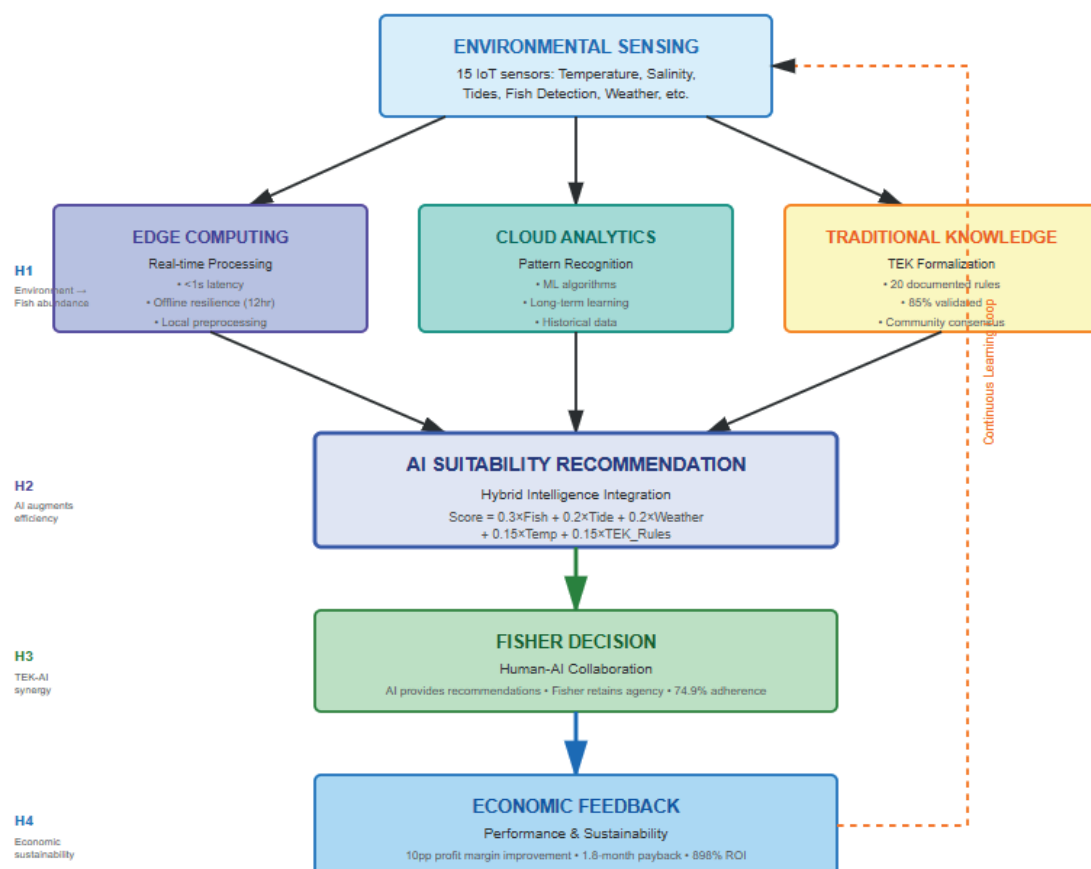 ENVIRONMENTAL SENSING
15 IoT sensors: Temperature, Salinity,
Tides, Fish Detection, Weather, etc.
H1
Environment →
Fish abundance
EDGE COMPUTING
Real-time Processing
• <1s latency
• Offline resilience (12hr)
• Local preprocessing
CLOUD ANALYTICS
Pattern Recognition
• ML algorithms
• Long-term learning
• Historical data
TRADITIONAL KNOWLEDGE
TEK Formalization
• 20 documented rules
• 85% validated
• Community consensus
Continuous Learning Loop
H2
AI augments
efficiency
AI SUITABILITY RECOMMENDATION
Hybrid Intelligence Integration
Score = 0.3×Fish + 0.2×Tide + 0.2×Weather
+ 0.15×Temp + 0.15×TEK_Rules
H3
TEK-AI
synergy
FISHER DECISION
Human-AI Collaboration
AI provides recommendations • Fisher retains agency • 74.9% adherence
H4
Economic
sustainability
ECONOMIC FEEDBACK
Performance & Sustainability
10pp profit margin improvement • 1.8-month payback • 898% ROI